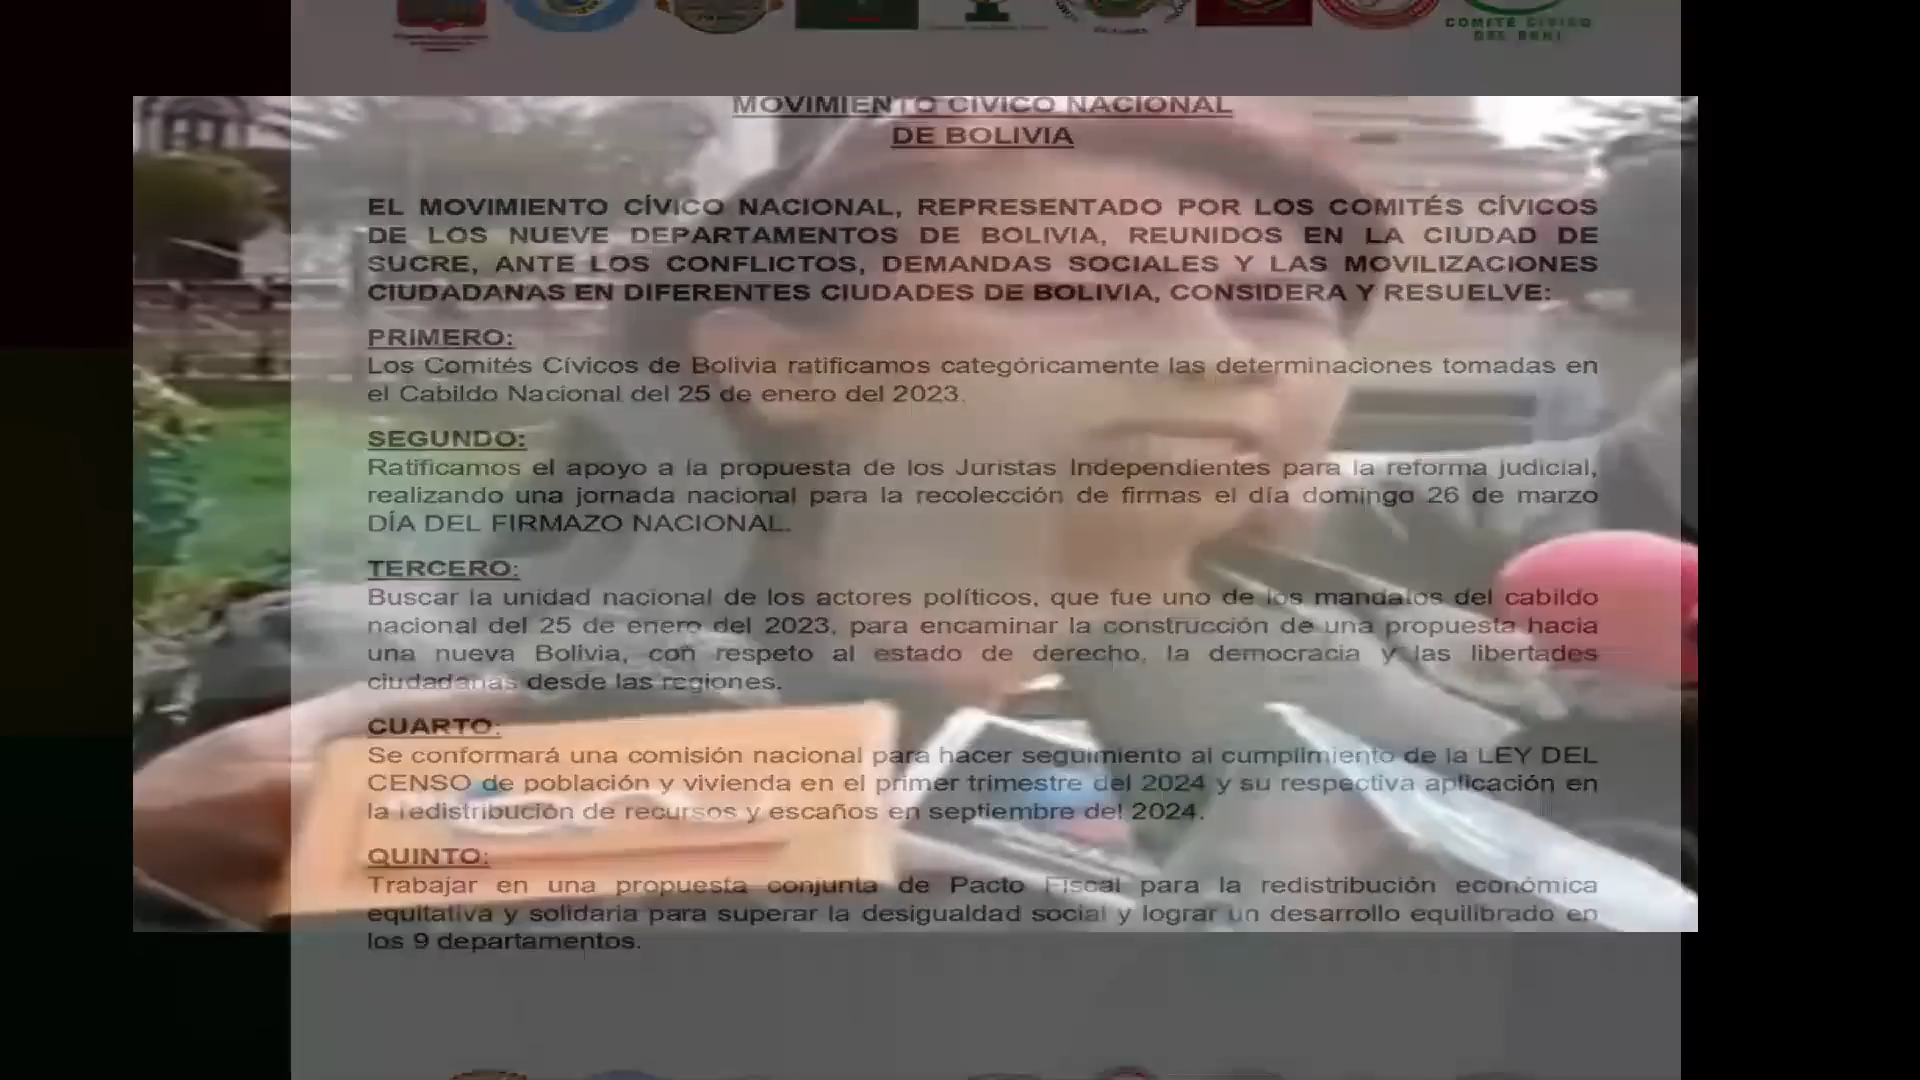 COMITÉ CÍVICO
DEL BENI
MOVIMIENTO CÍVICO NACIONAL
DE BOLIVIA
EL MOVIMIENTO CÍVICO NACIONAL, REPRESENTADO POR LOS COMITÉS CÍVICOS
DE LOS NUEVE DEPARTAMENTOS DE BOLIVIA, REUNIDOS EN LA CIUDAD DE
SUCRE, ANTE LOS CONFLICTOS, DEMANDAS SOCIALES Y LAS MOVILIZACIONES
CIUDADANAS EN DIFERENTES CIUDADES DE BOLIVIA, CONSIDERA Y RESUELVE:
PRIMERO:
Los Comités Cívicos de Bolivia ratificamos categóricamente las determinaciones tomadas en
el Cabildo Nacional del 25 de enero del 2023.
SEGUNDO:
Ratificamos el apoyo a la propuesta de los Juristas Independientes para la reforma judicial,
realizando una jornada nacional para la recolección de firmas el día domingo 26 de marzo
DÍA DEL FIRMAZO NACIONAL.
TERCERO:
Buscar la unidad nacional de los actores políticos, que fue uno de los mandatos del cabildo
nacional del 25 de enero del 2023, para encaminar la construcción de una propuesta hacia
una nueva Bolivia, con respeto al estado de derecho, la democracia y las libertades
ciudadanas desde las regiones.
CUARTO:
Se conformará una comisión nacional para hacer seguimiento al cumplimiento de la LEY DEL
CENSO de población y vivienda en el primer trimestre del 2024 y su respectiva aplicación en
la redistribución de recursos y escaños en septiembre del 2024.
QUINTO:
Trabajar en una propuesta conjunta de Pacto Fiscal para la redistribución económica
equitativa y solidaria para superar la desigualdad social y lograr un desarrollo equilibrado en
los 9 departamentos.